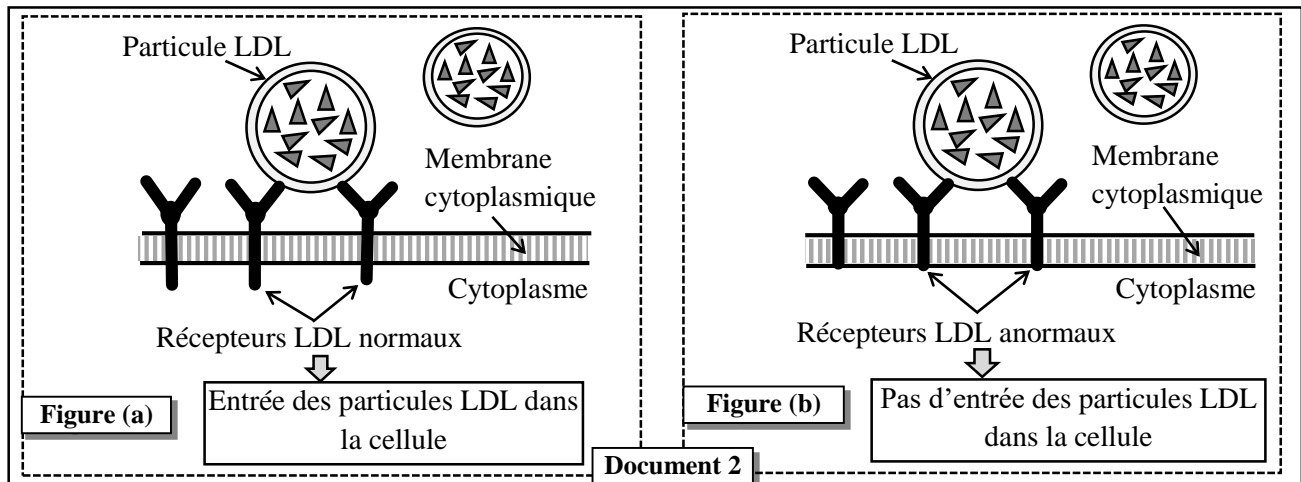 Particule LDL
Membrane
cytoplasmique
Cytoplasme
Récepteurs LDL normaux
Figure (a)
Entrée des particules LDL dans
la cellule
Particule LDL
Membrane
cytoplasmique
Cytoplasme
Récepteurs LDL anormaux
Figure (b)
Pas d’entrée des particules LDL
dans la cellule
Document 2